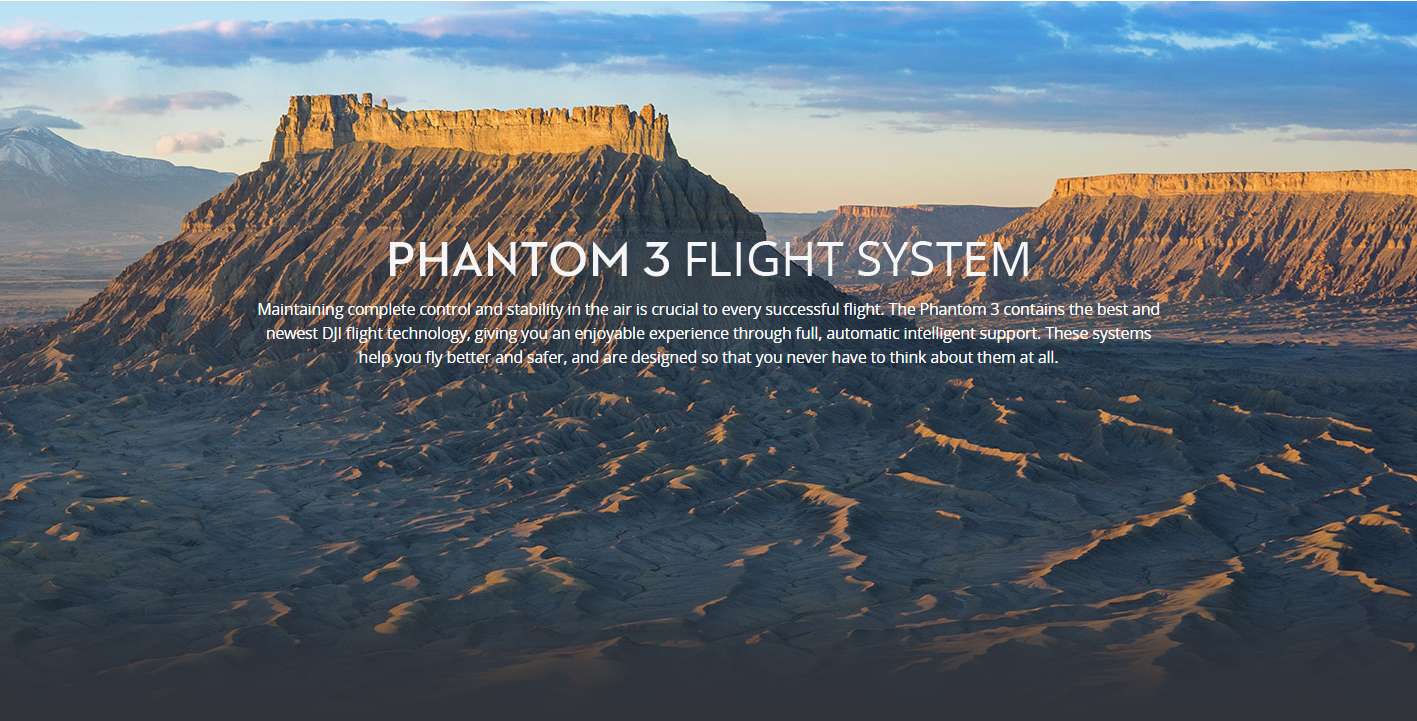 PHANTOM 3 FLIGHT SYSTEM
Maintaining complete control and stability in the air is crucial to every successful flight. The Phantom 3 contains the best and
newest DJI flight technology, giving you an enjoyable experience through full, automatic intelligent support. These systems
help you fly better and safer, and are designed so that you never have to think about them at all.